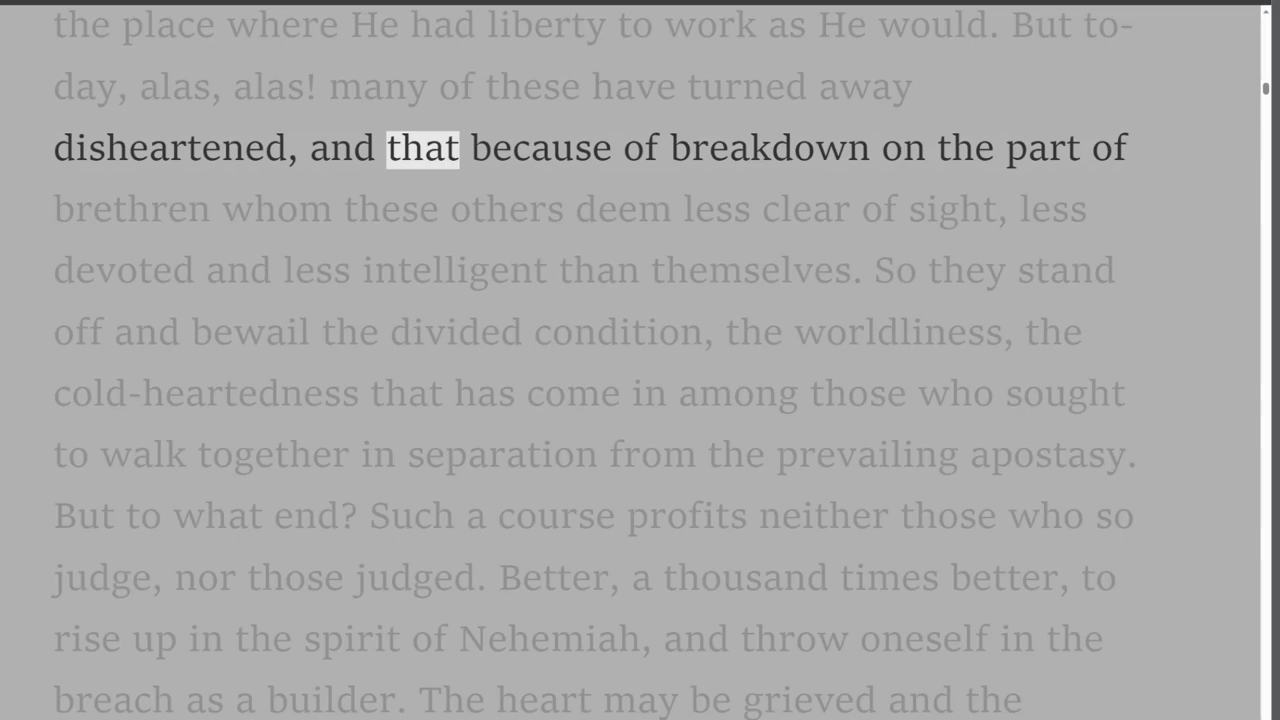 the place where He had liberty to work as He would. But to-
day, alas, alas! many of these have turned away
disheartened, and that because of breakdown on the part of
brethren whom these others deem less clear of sight, less
devoted and less intelligent than themselves. So they stand
off and bewail the divided condition, the worldliness, the
cold-heartedness that has come in among those who sought
to walk together in separation from the prevailing apostasy.
But to what end? Such a course profits neither those who so
judge, nor those judged. Better, a thousand times better, to
rise up in the spirit of Nehemiah, and throw oneself in the
breach as a builder. The heart may be grieved and the